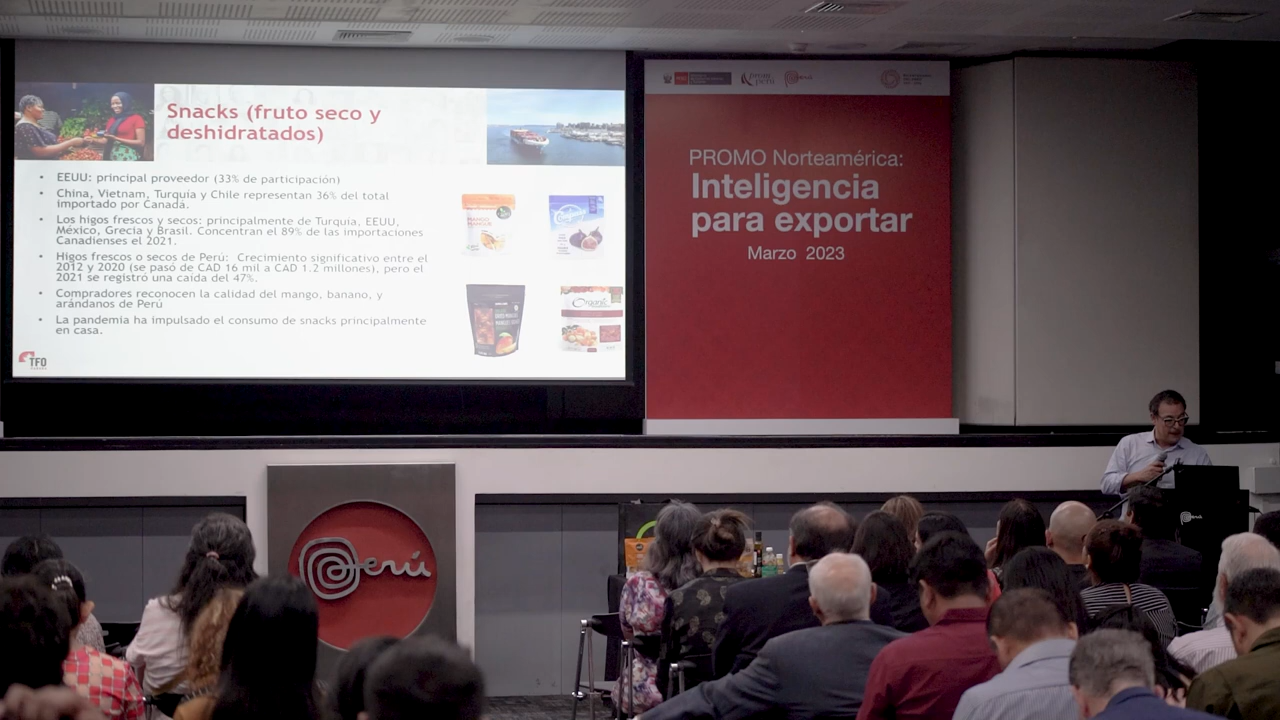 Snacks (fruto seco y
deshidratados)
• EEUU: principal proveedor (33% de participación)
• China, Vietnam, Turquía y Chile representan 36% del total
importado por Canada.
• Los higos frescos y secos: principalmente de Turquía, EEUU,
México, Grecia y Brasil. Concentran el 89% de las importaciones
Canadienses el 2021.
• Higos frescos o secos de Perú: Crecimiento significativo entre el
2012 y 2020 (se pasó de CAD 16 mil a CAD 1.2 millones), pero el
2021 se registró una caída del 47%.
• Compradores reconocen la calidad del mango, banano, y
arándanos de Perú
• La pandemia ha impulsado el consumo de snacks principalmente
en casa.
TFO
MANGO
Organic
PROMO Norteamérica:
Inteligencia
para exportar
Marzo 2023
Perú